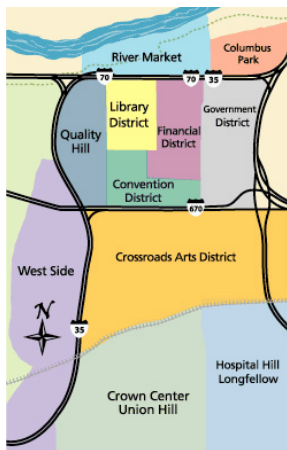 River Market
Columbus
Park
70
70
35
Library
District
Financial
District
Government
District
Quality
Hill
Convention
District
670
West Side
Crossroads Arts District
N
35
Hospital Hill
Longfellow
Crown Center
Union Hill